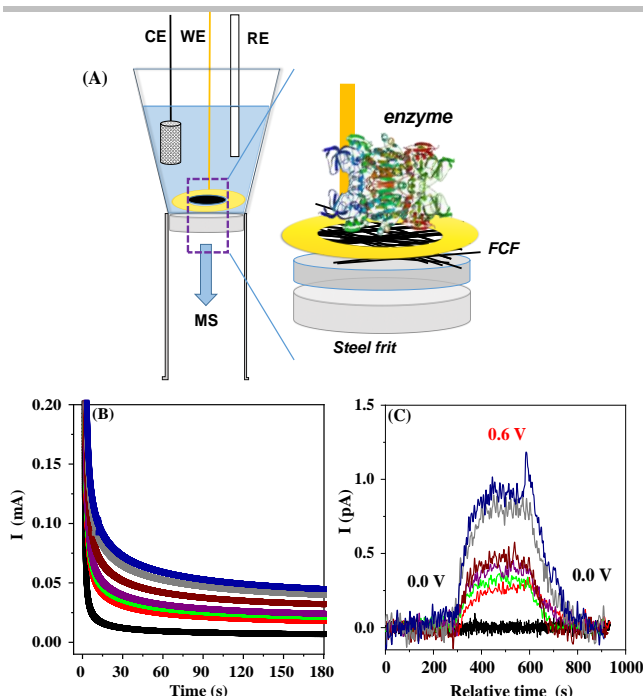 CE WE RE
(A)
enzyme
FCF
MS
Steel frit
(B)
0.20
0.15
0.10
0.05
0.00
I (mA)
0 30 60 90 120 150 180
Time (s)
(C)
0.6 V
1.5
1.0
0.5
0.0
I (pA)
0.0 V 0.0 V
0 200 400 600 800 1000
Relative time (s)